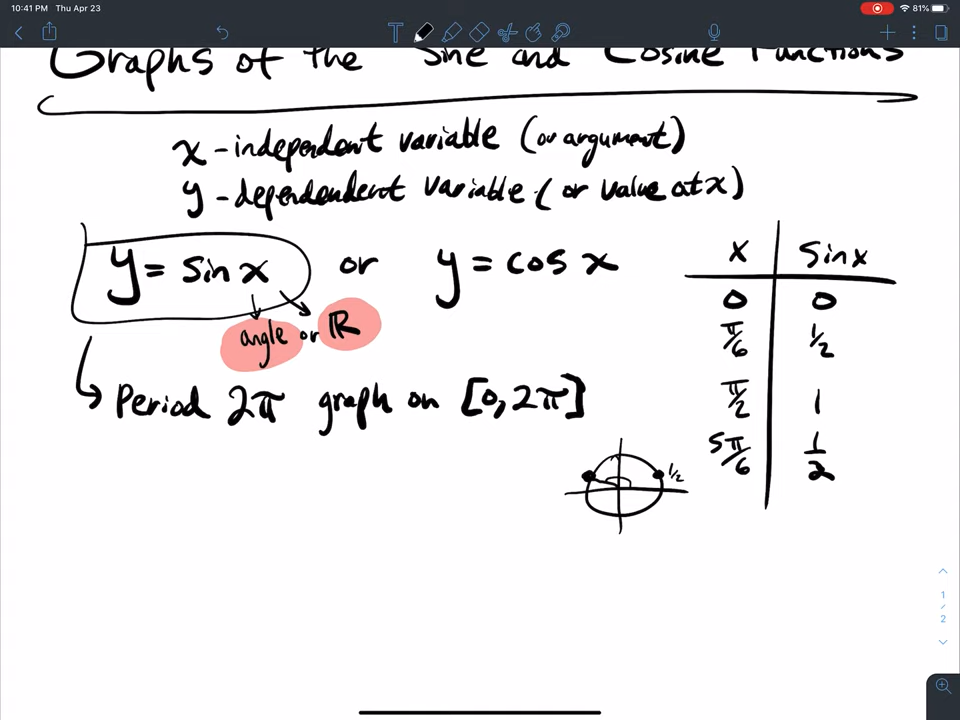 10:41 PM Thu Apr 23
81%
Graphs of the Sine and Cosine Functions
x - independent variable (or argument)
y - dependendent variable (or value at x)
y = sin x or y = cos x
angle or ℝ
Period 2π graph on [0, 2π]
1/2
x sin x
0 0
π/6 1/2
π/2 1
5π/6 1/2
1
/
2